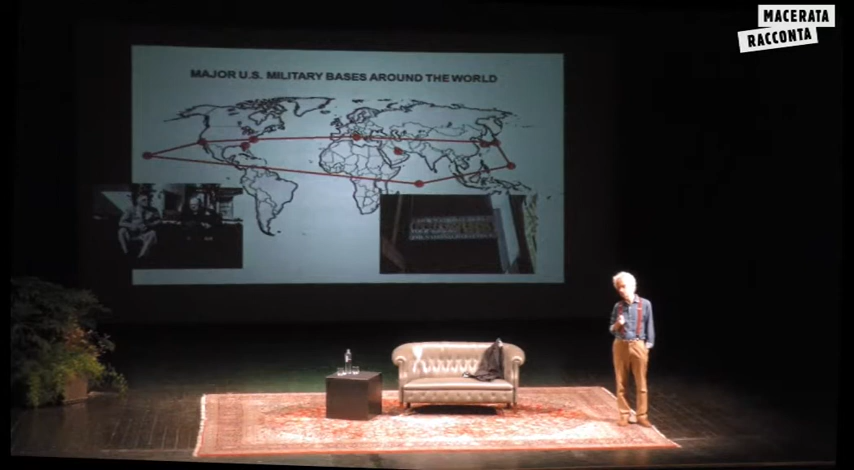 MACERATA
RACCONTA
MAJOR U.S. MILITARY BASES AROUND THE WORLD